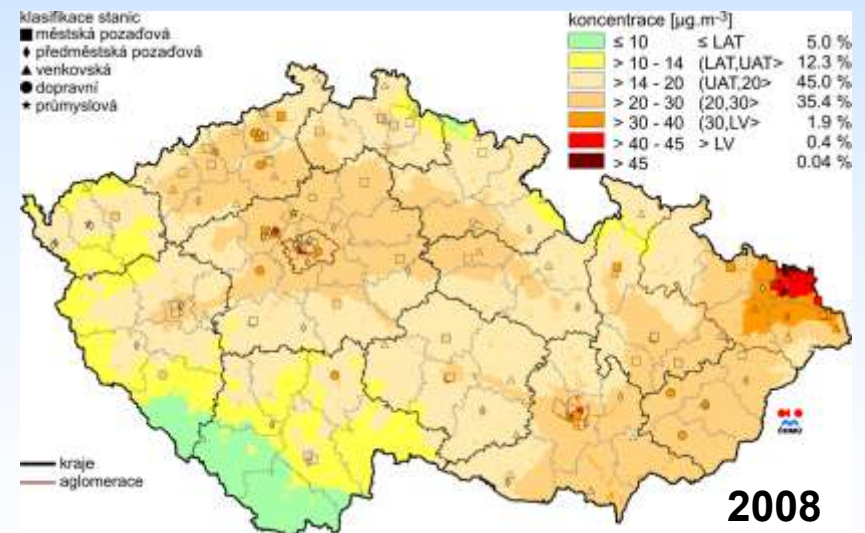 klasifikace stanic
městská pozaďová
předměstská pozaďová
venkovská
dopravní
průmyslová
koncentrace [µg.m⁻³]
≤ 10 ≤ LAT 5.0 %
> 10 - 14 (LAT,UAT> 12.3 %
> 14 - 20 (UAT,20> 45.0 %
> 20 - 30 (20,30> 35.4 %
> 30 - 40 (30,LV> 1.9 %
> 40 - 45 > LV 0.4 %
> 45 0.04 %
ČHMÚ
kraje
aglomerace
2008